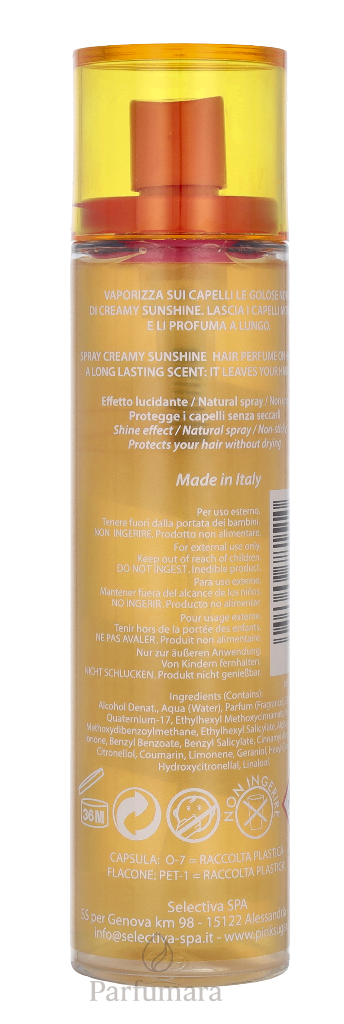 VAPORIZZA SUI CAPELLI LE GOLOSE
DI CREAMY SUNSHINE. LASCIA I CAPELLI
E LI PROFUMA A LUNGO.
SPRAY CREAMY SUNSHINE HAIR PERFUME ON
A LONG LASTING SCENT: IT LEAVES YOUR
Effetto lucidante / Natural spray /
Protegge i capelli senza seccarli
Shine effect / Natural spray / Non-sticky
Protects your hair without drying
Made in Italy
Per uso esterno.
Tenere fuori dalla portata dei bambini.
NON INGERIRE. Prodotto non alimentare.
For external use only.
Keep out of reach of children.
DO NOT INGEST. Inedible product.
Para uso externo.
Mantener fuera del alcance de los niños.
NO INGERIR. Producto no alimentar.
Pour usage externe.
Tenir hors de la portée des enfants.
NE PAS AVALER. Produit non alimentaire.
Nur zur äußeren Anwendung.
Von Kindern fernhalten.
NICHT SCHLUCKEN. Produkt nicht genießbar.
Ingredients (Contains):
Alcohol Denat., Aqua (Water), Parfum (Fragrance),
Quaternium-17, Ethylhexyl Methoxycinnamate,
Methoxydibenzoylmethane, Ethylhexyl Salicylate,
onone, Benzyl Benzoate, Benzyl Salicylate,
Citronellol, Coumarin, Limonene, Geraniol,
Hydroxycitronellal, Linalool.
36M
NON INGERIRE
CAPSULA: O-7 = RACCOLTA PLASTICA
FLACONE: PET-1 = RACCOLTA PLASTICA
Selectiva SPA
SS per Genova km 98 - 15122 Alessandria
info@selectiva-spa.it - www.pinksug
Parfumara